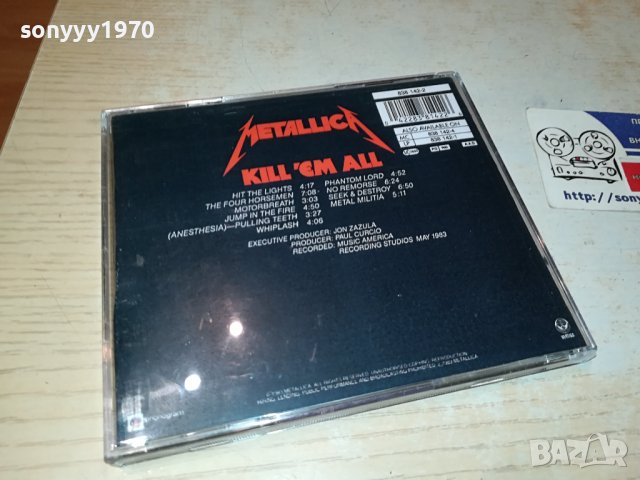 sonyyy1970
838 142-2
ALSO AVAILABLE ON
MC 838 142-4
LP 838 142-1
METALLICA
KILL 'EM ALL
HIT THE LIGHTS 4:17
THE FOUR HORSEMEN 7:08
MOTORBREATH 3:03
JUMP IN THE FIRE 4:50
(ANESTHESIA)—PULLING TEETH 3:27
WHIPLASH 4:06
PHANTOM LORD 4:52
NO REMORSE 6:24
SEEK & DESTROY 6:50
METAL MILITIA 5:11
EXECUTIVE PRODUCER: JON ZAZULA
PRODUCER: PAUL CURCIO
RECORDED: MUSIC AMERICA
RECORDING STUDIOS MAY 1983
vertigo
phonogram
BAZAR.BG